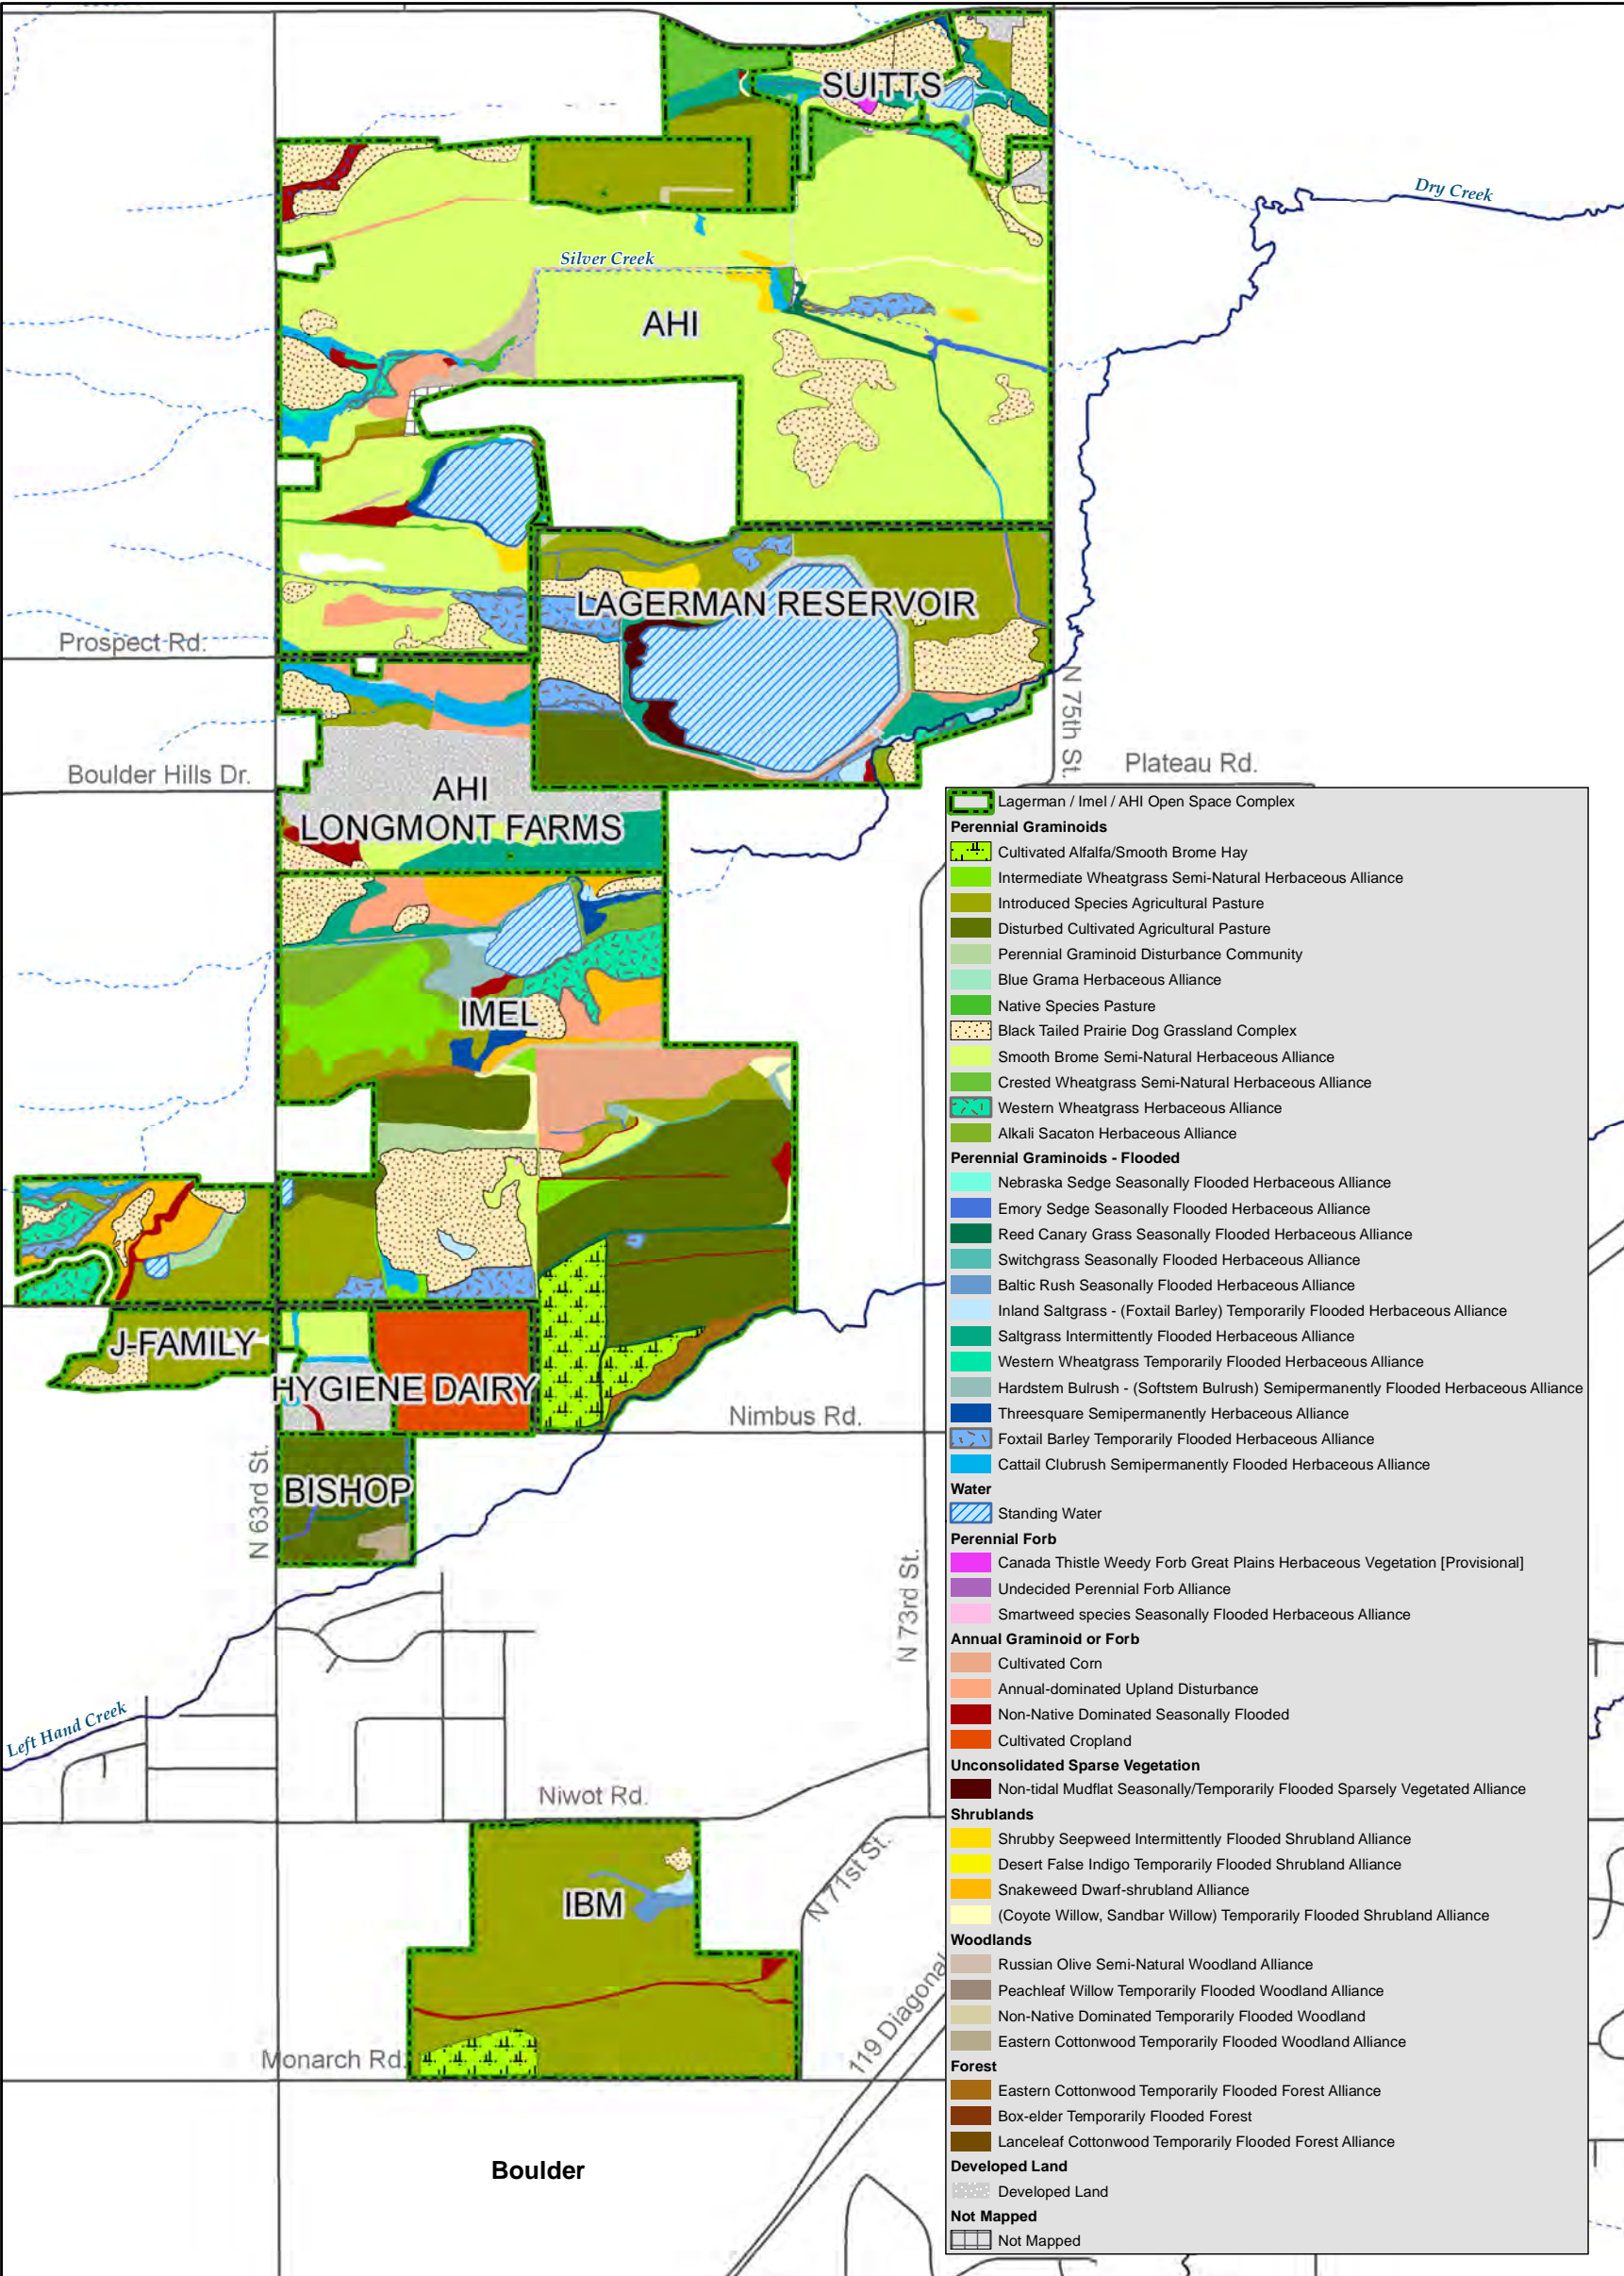 SUITTS
Dry Creek
Silver Creek
AHI
LAGERMAN RESERVOIR
Prospect Rd.
N 75th St.
Boulder Hills Dr.
Plateau Rd.
AHI
LONGMONT FARMS
IMEL
J-FAMILY
HYGIENE DAIRY
Nimbus Rd.
N 63rd St.
BISHOP
N 73rd St.
Left Hand Creek
Niwot Rd.
N 71st St.
IBM
119 Diagonal
Monarch Rd.
Boulder
Lagerman / Imel / AHI Open Space Complex
Perennial Graminoids
Cultivated Alfalfa/Smooth Brome Hay
Intermediate Wheatgrass Semi-Natural Herbaceous Alliance
Introduced Species Agricultural Pasture
Disturbed Cultivated Agricultural Pasture
Perennial Graminoid Disturbance Community
Blue Grama Herbaceous Alliance
Native Species Pasture
Black Tailed Prairie Dog Grassland Complex
Smooth Brome Semi-Natural Herbaceous Alliance
Crested Wheatgrass Semi-Natural Herbaceous Alliance
Western Wheatgrass Herbaceous Alliance
Alkali Sacaton Herbaceous Alliance
Perennial Graminoids - Flooded
Nebraska Sedge Seasonally Flooded Herbaceous Alliance
Emory Sedge Seasonally Flooded Herbaceous Alliance
Reed Canary Grass Seasonally Flooded Herbaceous Alliance
Switchgrass Seasonally Flooded Herbaceous Alliance
Baltic Rush Seasonally Flooded Herbaceous Alliance
Inland Saltgrass - (Foxtail Barley) Temporarily Flooded Herbaceous Alliance
Saltgrass Intermittently Flooded Herbaceous Alliance
Western Wheatgrass Temporarily Flooded Herbaceous Alliance
Hardstem Bulrush - (Softstem Bulrush) Semipermanently Flooded Herbaceous Alliance
Threesquare Semipermanently Herbaceous Alliance
Foxtail Barley Temporarily Flooded Herbaceous Alliance
Cattail Clubrush Semipermanently Flooded Herbaceous Alliance
Water
Standing Water
Perennial Forb
Canada Thistle Weedy Forb Great Plains Herbaceous Vegetation [Provisional]
Undecided Perennial Forb Alliance
Smartweed species Seasonally Flooded Herbaceous Alliance
Annual Graminoid or Forb
Cultivated Corn
Annual-dominated Upland Disturbance
Non-Native Dominated Seasonally Flooded
Cultivated Cropland
Unconsolidated Sparse Vegetation
Non-tidal Mudflat Seasonally/Temporarily Flooded Sparsely Vegetated Alliance
Shrublands
Shrubby Seepweed Intermittently Flooded Shrubland Alliance
Desert False Indigo Temporarily Flooded Shrubland Alliance
Snakeweed Dwarf-shrubland Alliance
(Coyote Willow, Sandbar Willow) Temporarily Flooded Shrubland Alliance
Woodlands
Russian Olive Semi-Natural Woodland Alliance
Peachleaf Willow Temporarily Flooded Woodland Alliance
Non-Native Dominated Temporarily Flooded Woodland
Eastern Cottonwood Temporarily Flooded Woodland Alliance
Forest
Eastern Cottonwood Temporarily Flooded Forest Alliance
Box-elder Temporarily Flooded Forest
Lanceleaf Cottonwood Temporarily Flooded Forest Alliance
Developed Land
Developed Land
Not Mapped
Not Mapped